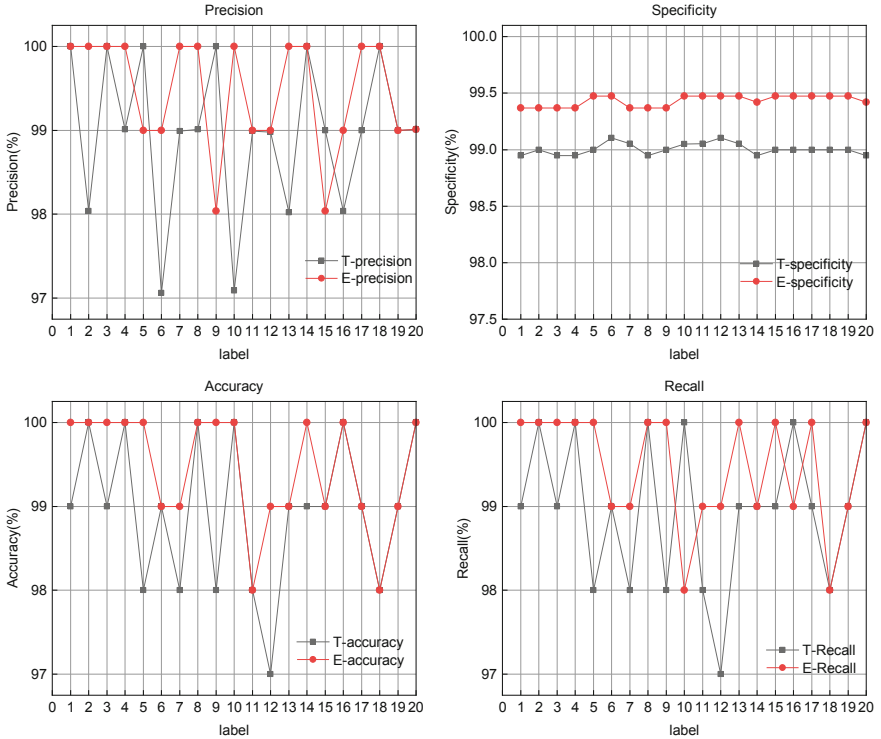 Precision
100
99
98
97
Precision(%)
T-precision
E-precision
0 1 2 3 4 5 6 7 8 9 10 11 12 13 14 15 16 17 18 19 20
label
Specificity
100.0
99.5
99.0
98.5
98.0
97.5
Specificity(%)
T-specificity
E-specificity
0 1 2 3 4 5 6 7 8 9 10 11 12 13 14 15 16 17 18 19 20
label
Accuracy
100
99
98
97
Accuracy(%)
T-accuracy
E-accuracy
0 1 2 3 4 5 6 7 8 9 10 11 12 13 14 15 16 17 18 19 20
label
Recall
100
99
98
97
Recall(%)
T-Recall
E-Recall
0 1 2 3 4 5 6 7 8 9 10 11 12 13 14 15 16 17 18 19 20
label